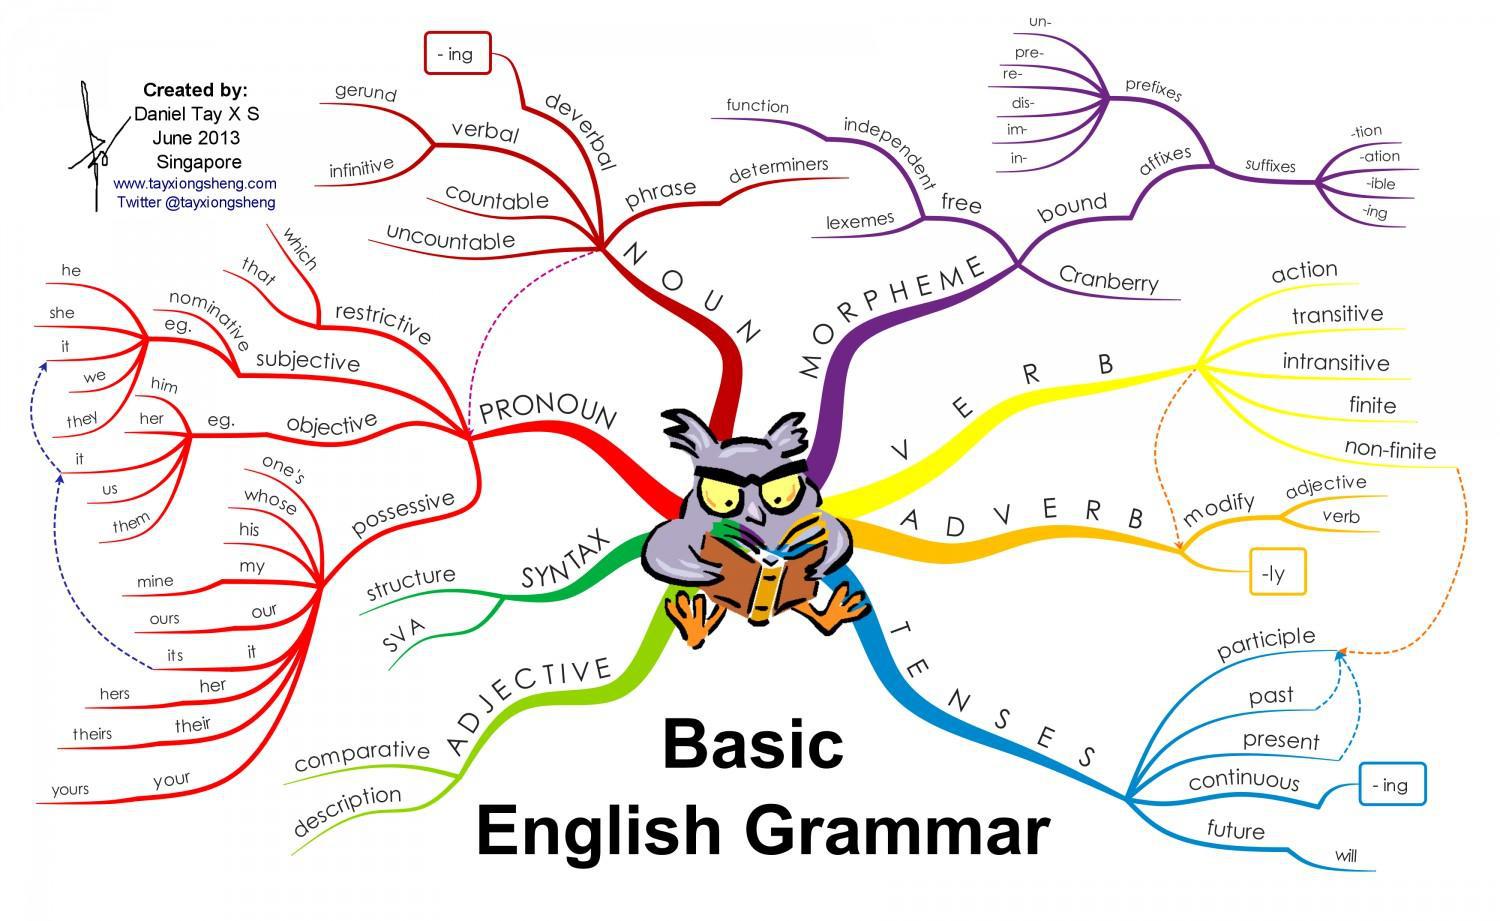 Created by:
Daniel Tay X S
June 2013
Singapore
www.tayxiongsheng.com
Twitter @tayxiongsheng
Basic
English Grammar
NOUN
deverbal
- ing
verbal
gerund
infinitive
countable
uncountable
phrase
determiners
MORPHEME
free
independent
function
lexemes
bound
affixes
prefixes
un-
pre-
re-
dis-
im-
in-
suffixes
-tion
-ation
-ible
-ing
Cranberry
VERB
action
transitive
intransitive
finite
non-finite
ADVERB
modify
adjective
verb
-ly
TENSES
participle
past
present
continuous
- ing
future
will
PRONOUN
restrictive
which
that
subjective
nominative
eg.
he
she
it
we
they
objective
eg.
him
her
it
us
them
possessive
one's
whose
his
my
mine
our
ours
it
its
her
hers
their
theirs
your
yours
SYNTAX
structure
SVA
ADJECTIVE
comparative
description